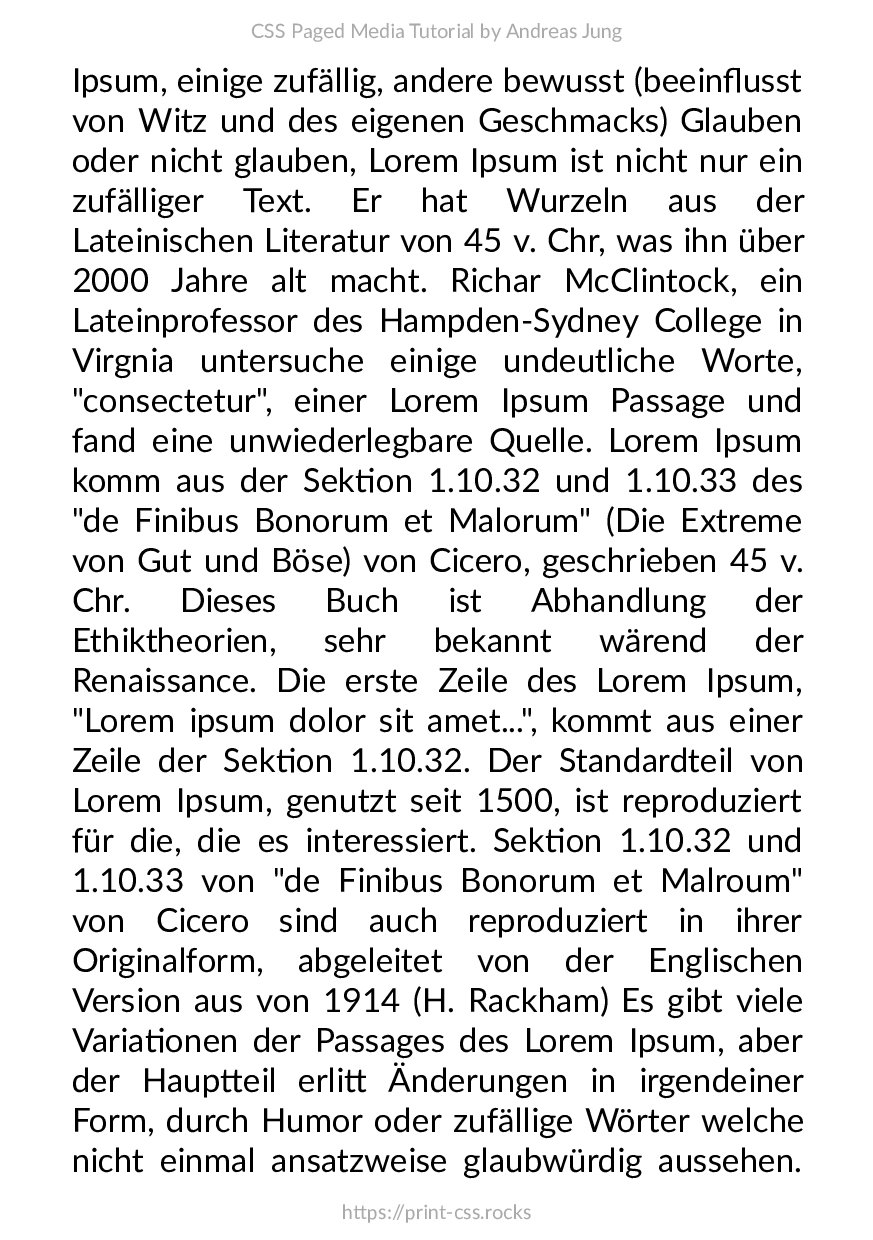 CSS Paged Media Tutorial by Andreas Jung
Ipsum, einige zufällig, andere bewusst (beeinflusst
von Witz und des eigenen Geschmacks) Glauben
oder nicht glauben, Lorem Ipsum ist nicht nur ein
zufälliger Text. Er hat Wurzeln aus der
Lateinischen Literatur von 45 v. Chr, was ihn über
2000 Jahre alt macht. Richar McClintock, ein
Lateinprofessor des Hampden-Sydney College in
Virgnia untersuche einige undeutliche Worte,
"consectetur", einer Lorem Ipsum Passage und
fand eine unwiederlegbare Quelle. Lorem Ipsum
komm aus der Sektion 1.10.32 und 1.10.33 des
"de Finibus Bonorum et Malorum" (Die Extreme
von Gut und Böse) von Cicero, geschrieben 45 v.
Chr. Dieses Buch ist Abhandlung der
Ethiktheorien, sehr bekannt wärend der
Renaissance. Die erste Zeile des Lorem Ipsum,
"Lorem ipsum dolor sit amet...", kommt aus einer
Zeile der Sektion 1.10.32. Der Standardteil von
Lorem Ipsum, genutzt seit 1500, ist reproduziert
für die, die es interessiert. Sektion 1.10.32 und
1.10.33 von "de Finibus Bonorum et Malroum"
von Cicero sind auch reproduziert in ihrer
Originalform, abgeleitet von der Englischen
Version aus von 1914 (H. Rackham) Es gibt viele
Variationen der Passages des Lorem Ipsum, aber
der Hauptteil erlitt Änderungen in irgendeiner
Form, durch Humor oder zufällige Wörter welche
nicht einmal ansatzweise glaubwürdig aussehen.
https://print-css.rocks